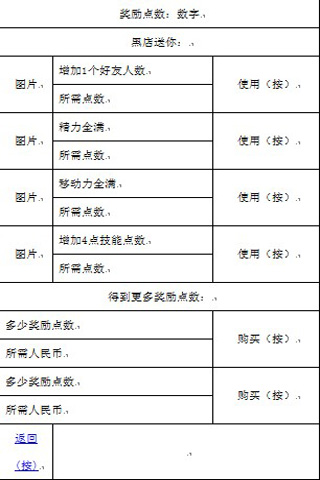 奖励点数：数字
黑店送你：
图片
增加1个好友人数
所需点数
使用（按）
图片
精力全满
所需点数
使用（按）
图片
移动力全满
所需点数
使用（按）
图片
增加4点技能点数
所需点数
使用（按）
得到更多奖励点数：
多少奖励点数
所需人民币
购买（按）
多少奖励点数
所需人民币
购买（按）
返回
（按）